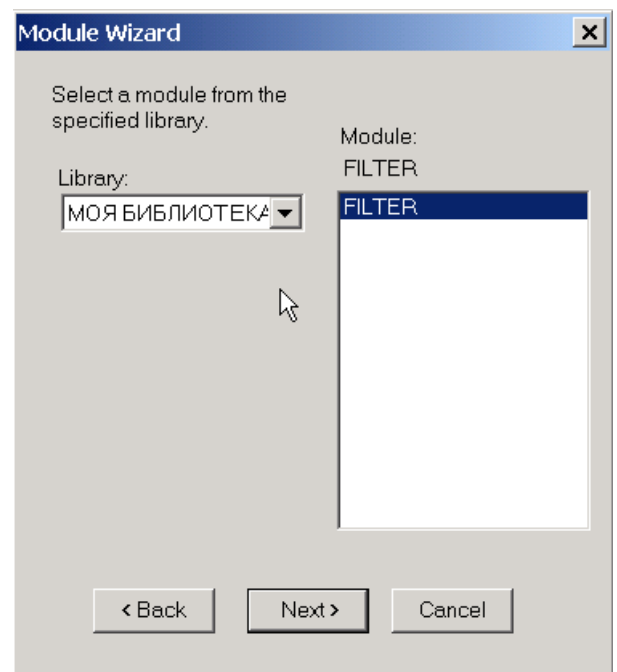 Module Wizard
Select a module from the
specified library.
Module:
FILTER
Library:
МОЯ БИБЛИОТЕКА
FILTER
< Back
Next >
Cancel